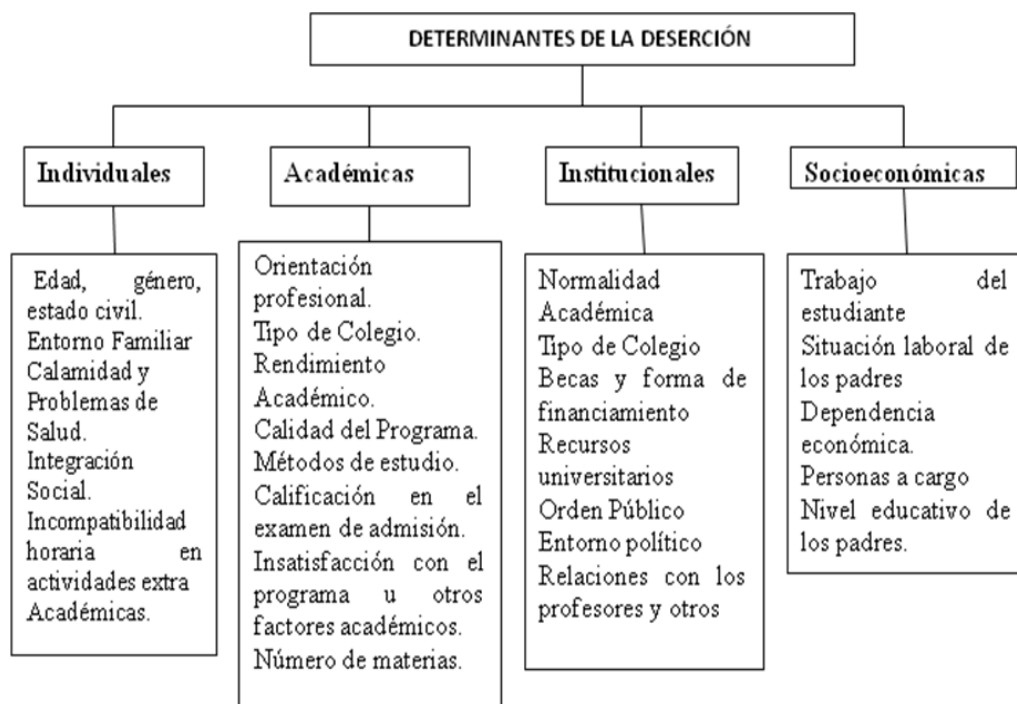 DETERMINANTES DE LA DESERCIÓN
Individuales
Edad, género,
estado civil.
Entorno Familiar
Calamidad y
Problemas de
Salud.
Integración
Social.
Incompatibilidad
horaria en
actividades extra
Académicas.
Académicas
Orientación
profesional.
Tipo de Colegio.
Rendimiento
Académico.
Calidad del Programa.
Métodos de estudio.
Calificación en el
examen de admisión.
Insatisfacción con el
programa u otros
factores académicos.
Número de materias.
Institucionales
Normalidad
Académica
Tipo de Colegio
Becas y forma de
financiamiento
Recursos
universitarios
Orden Público
Entorno político
Relaciones con los
profesores y otros
Socioeconómicas
Trabajo del
estudiante
Situación laboral de
los padres
Dependencia
económica.
Personas a cargo
Nivel educativo de
los padres.